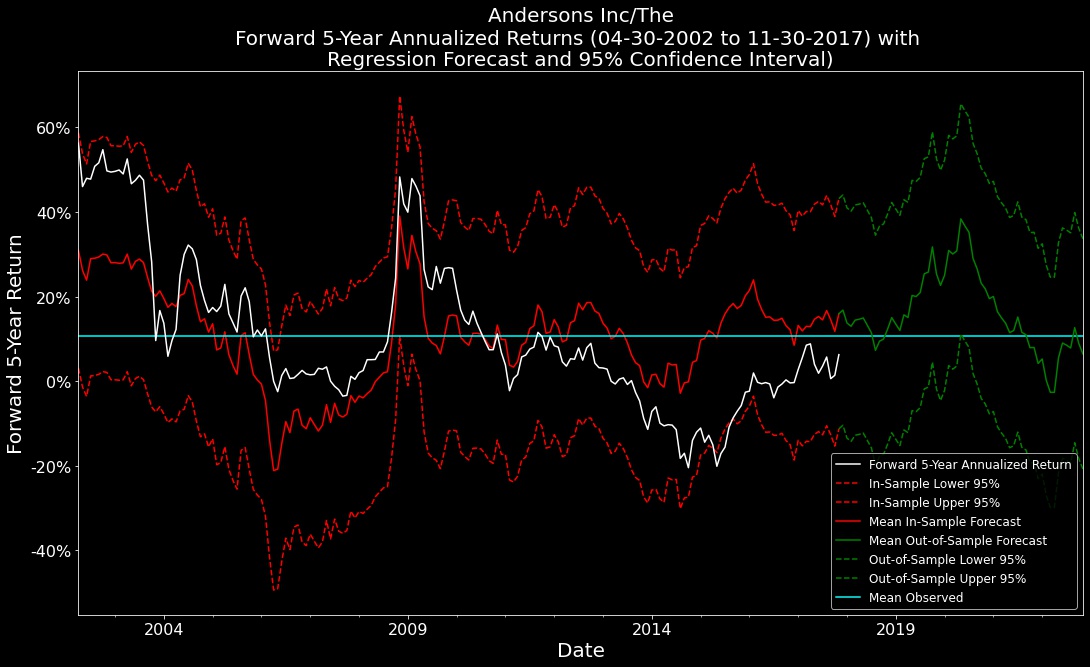 Andersons Inc/The
Forward 5-Year Annualized Returns (04-30-2002 to 11-30-2017) with
Regression Forecast and 95% Confidence Interval)
Forward 5-Year Return
60%
40%
20%
0%
-20%
-40%
2004
2009
2014
2019
Date
Forward 5-Year Annualized Return
In-Sample Lower 95%
In-Sample Upper 95%
Mean In-Sample Forecast
Mean Out-of-Sample Forecast
Out-of-Sample Lower 95%
Out-of-Sample Upper 95%
Mean Observed